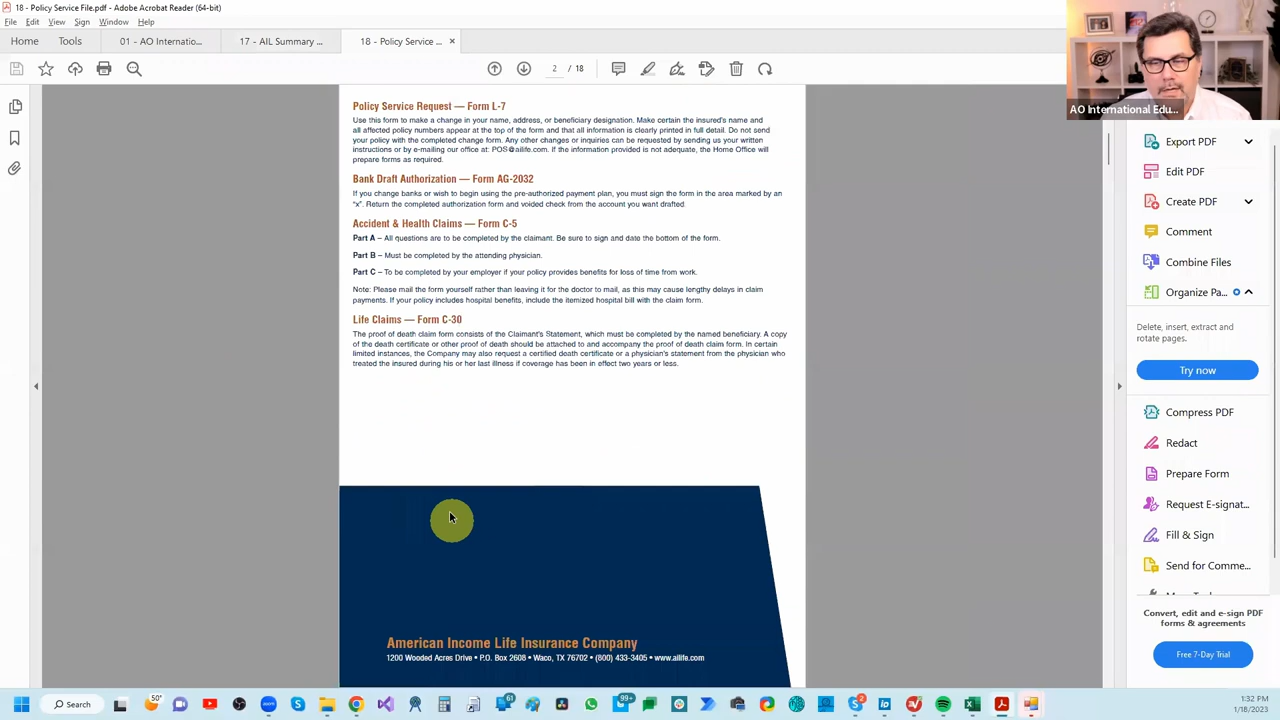 18 - Policy Service File.pdf - Adobe Acrobat Reader (64-bit)
File Edit View Sign Window Help
Home Tools 01 - AO Internatio... 17 - AIL Summary ... 18 - Policy Service ... ×
2 / 18
AO International Edu...
Policy Service Request — Form L-7
Use this form to make a change in your name, address, or beneficiary designation. Make certain the insured's name and
all affected policy numbers appear at the top of the form and that all information is clearly printed in full detail. Do not send
your policy with the completed change form. Any other changes or inquiries can be requested by sending us your written
instructions or by e-mailing our office at: POS@ailife.com. If the information provided is not adequate, the Home Office will
prepare forms as required.
Bank Draft Authorization — Form AG-2032
If you change banks or wish to begin using the pre-authorized payment plan, you must sign the form in the area marked by an
"x". Return the completed authorization form and voided check from the account you want drafted.
Accident & Health Claims — Form C-5
Part A – All questions are to be completed by the claimant. Be sure to sign and date the bottom of the form.
Part B – Must be completed by the attending physician.
Part C – To be completed by your employer if your policy provides benefits for loss of time from work.
Note: Please mail the form yourself rather than leaving it for the doctor to mail, as this may cause lengthy delays in claim
payments. If your policy includes hospital benefits, include the itemized hospital bill with the claim form.
Life Claims — Form C-30
The proof of death claim form consists of the Claimant's Statement, which must be completed by the named beneficiary. A copy
of the death certificate or other proof of death should be attached to and accompany the proof of death claim form. In certain
limited instances, the Company may also request a certified death certificate or a physician's statement from the physician who
treated the insured during his or her last illness if coverage has been in effect two years or less.
American Income Life Insurance Company
1200 Wooded Acres Drive • P.O. Box 2608 • Waco, TX 76702 • (800) 433-3405 • www.ailife.com
Export PDF
Edit PDF
Create PDF
Comment
Combine Files
Organize Pa...
Delete, insert, extract and
rotate pages.
Try now
Compress PDF
Redact
Prepare Form
Request E-signat...
Fill & Sign
Send for Comme...
Convert, edit and e-sign PDF
forms & agreements
Free 7-Day Trial
Search
50°
61
99+
2
1:32 PM
1/18/2023